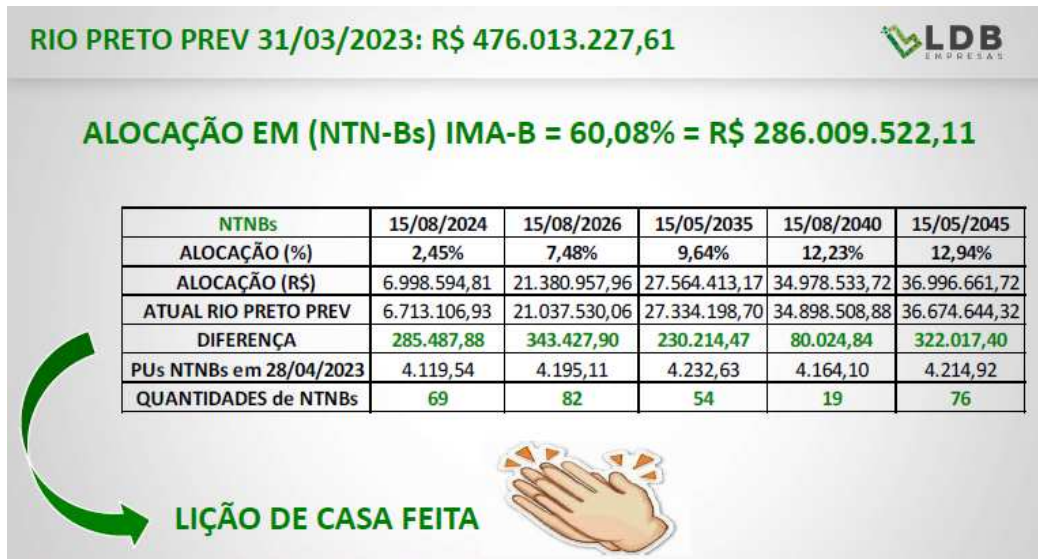 RIO PRETO PREV 31/03/2023: R$ 476.013.227,61
LDB
EMPRESAS
ALOCAÇÃO EM (NTN-Bs) IMA-B = 60,08% = R$ 286.009.522,11
NTNBs 15/08/2024 15/08/2026 15/05/2035 15/08/2040 15/05/2045
ALOCAÇÃO (%) 2,45% 7,48% 9,64% 12,23% 12,94%
ALOCAÇÃO (R$) 6.998.594,81 21.380.957,96 27.564.413,17 34.978.533,72 36.996.661,72
ATUAL RIO PRETO PREV 6.713.106,93 21.037.530,06 27.334.198,70 34.898.508,88 36.674.644,32
DIFERENÇA 285.487,88 343.427,90 230.214,47 80.024,84 322.017,40
PUs NTNBs em 28/04/2023 4.119,54 4.195,11 4.232,63 4.164,10 4.214,92
QUANTIDADES de NTNBs 69 82 54 19 76
LIÇÃO DE CASA FEITA